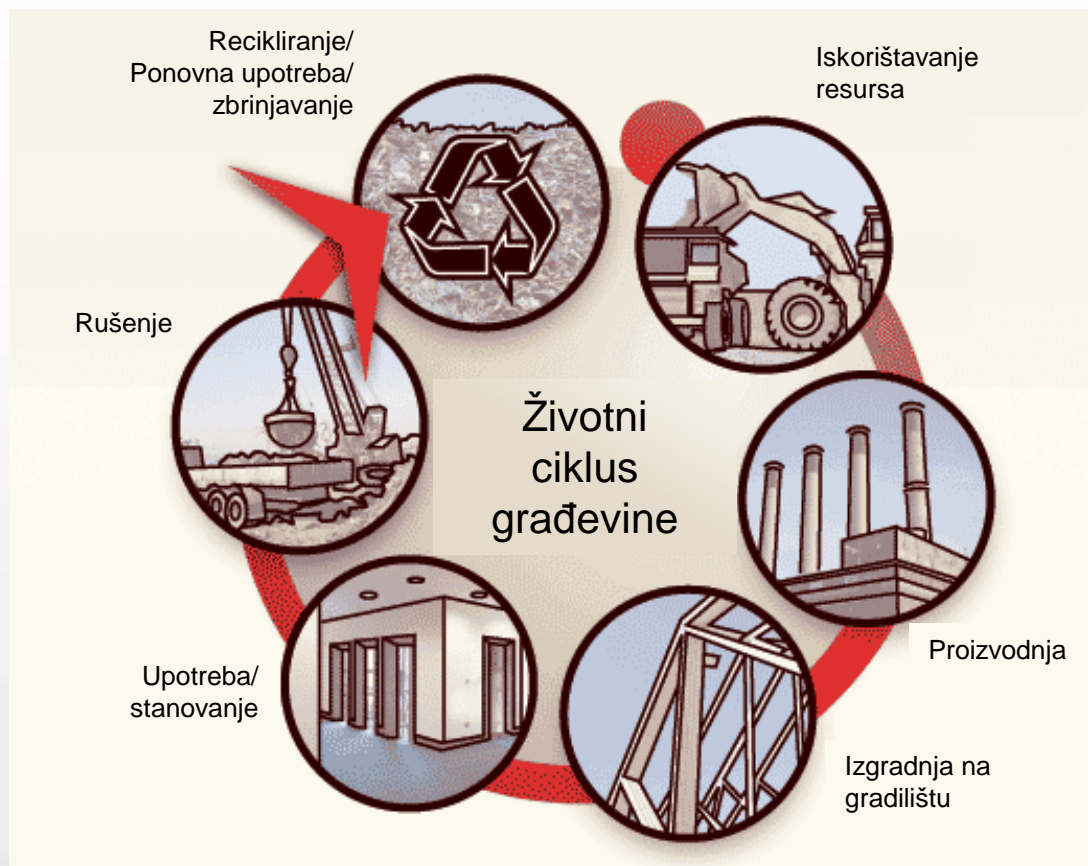 Recikliranje/
Ponovna upotreba/
zbrinjavanje
Iskorištavanje
resursa
Rušenje
Životni
ciklus
građevine
Proizvodnja
Upotreba/
stanovanje
Izgradnja na
gradilištu